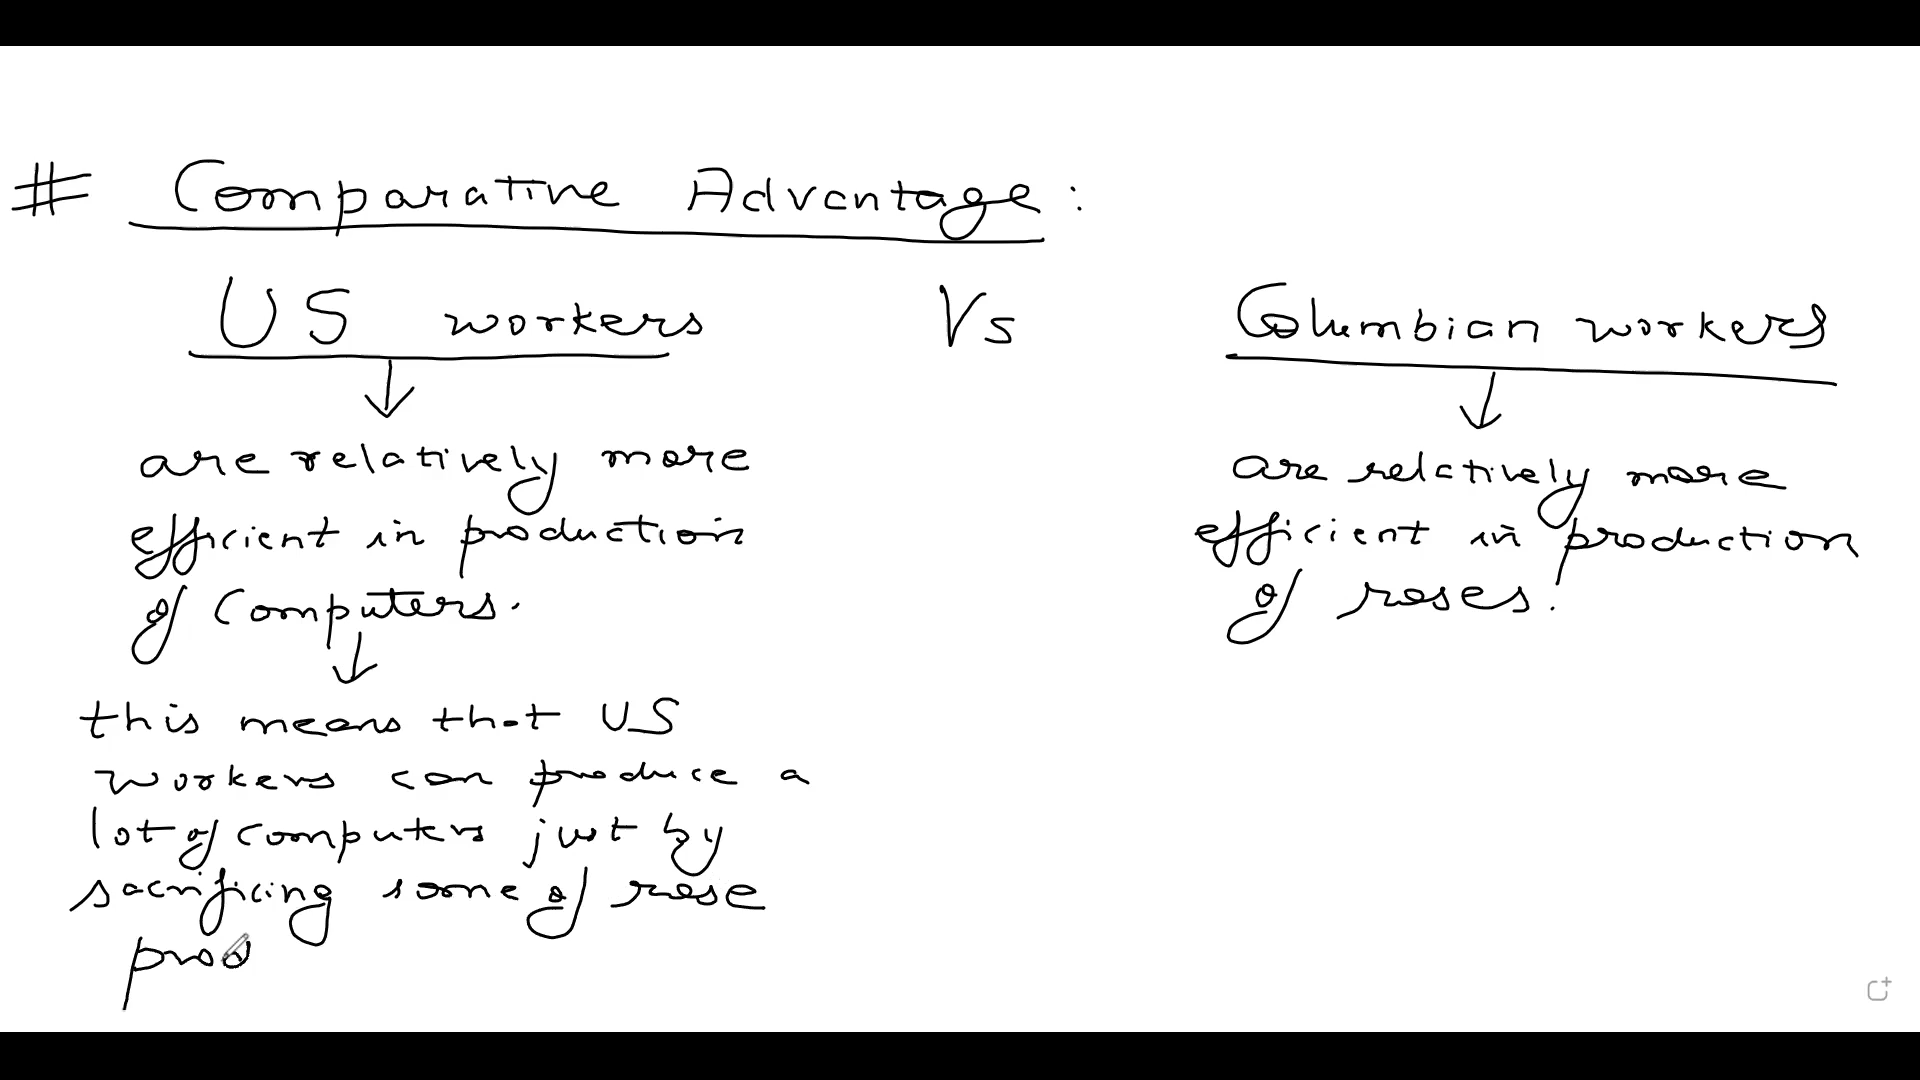 # Comparative Advantage:
US workers Vs Columbian workers
are relatively more
efficient in production
of Computers.
this means that US
workers can produce a
lot of computers just by
sacrificing some of rose
prod
are relatively more
efficient in production
of roses.